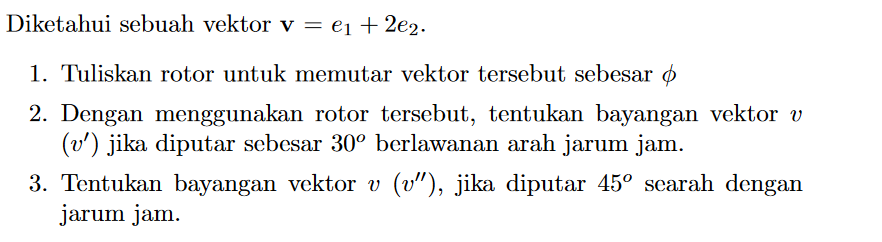 Diketahui sebuah vektor v = e₁ + 2e₂.
1. Tuliskan rotor untuk memutar vektor tersebut sebesar ϕ
2. Dengan menggunakan rotor tersebut, tentukan bayangan vektor v
(v′) jika diputar sebesar 30° berlawanan arah jarum jam.
3. Tentukan bayangan vektor v (v″), jika diputar 45° searah dengan
jarum jam.